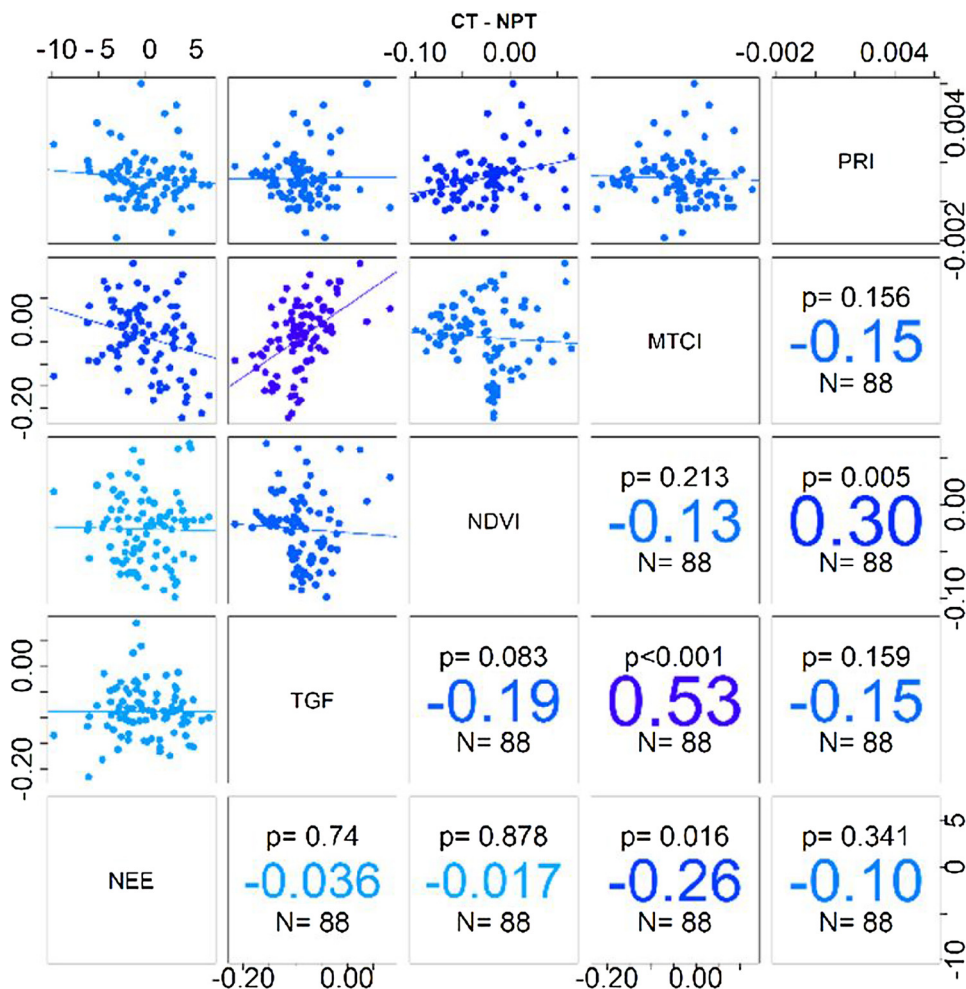 CT - NPT
-10 -5 0 5 -0.10 0.00 -0.002 0.004
PRI
0.004
-0.002
0.00
-0.20
MTCI
p= 0.156
-0.15
N= 88
NDVI
p= 0.213
-0.13
N= 88
p= 0.005
0.30
N= 88
0.00
-0.10
0.00
-0.20
TGF
p= 0.083
-0.19
N= 88
p<0.001
0.53
N= 88
p= 0.159
-0.15
N= 88
NEE
p= 0.74
-0.036
N= 88
p= 0.878
-0.017
N= 88
p= 0.016
-0.26
N= 88
p= 0.341
-0.10
N= 88
5
0
-10
-0.20 0.00 -0.20 0.00